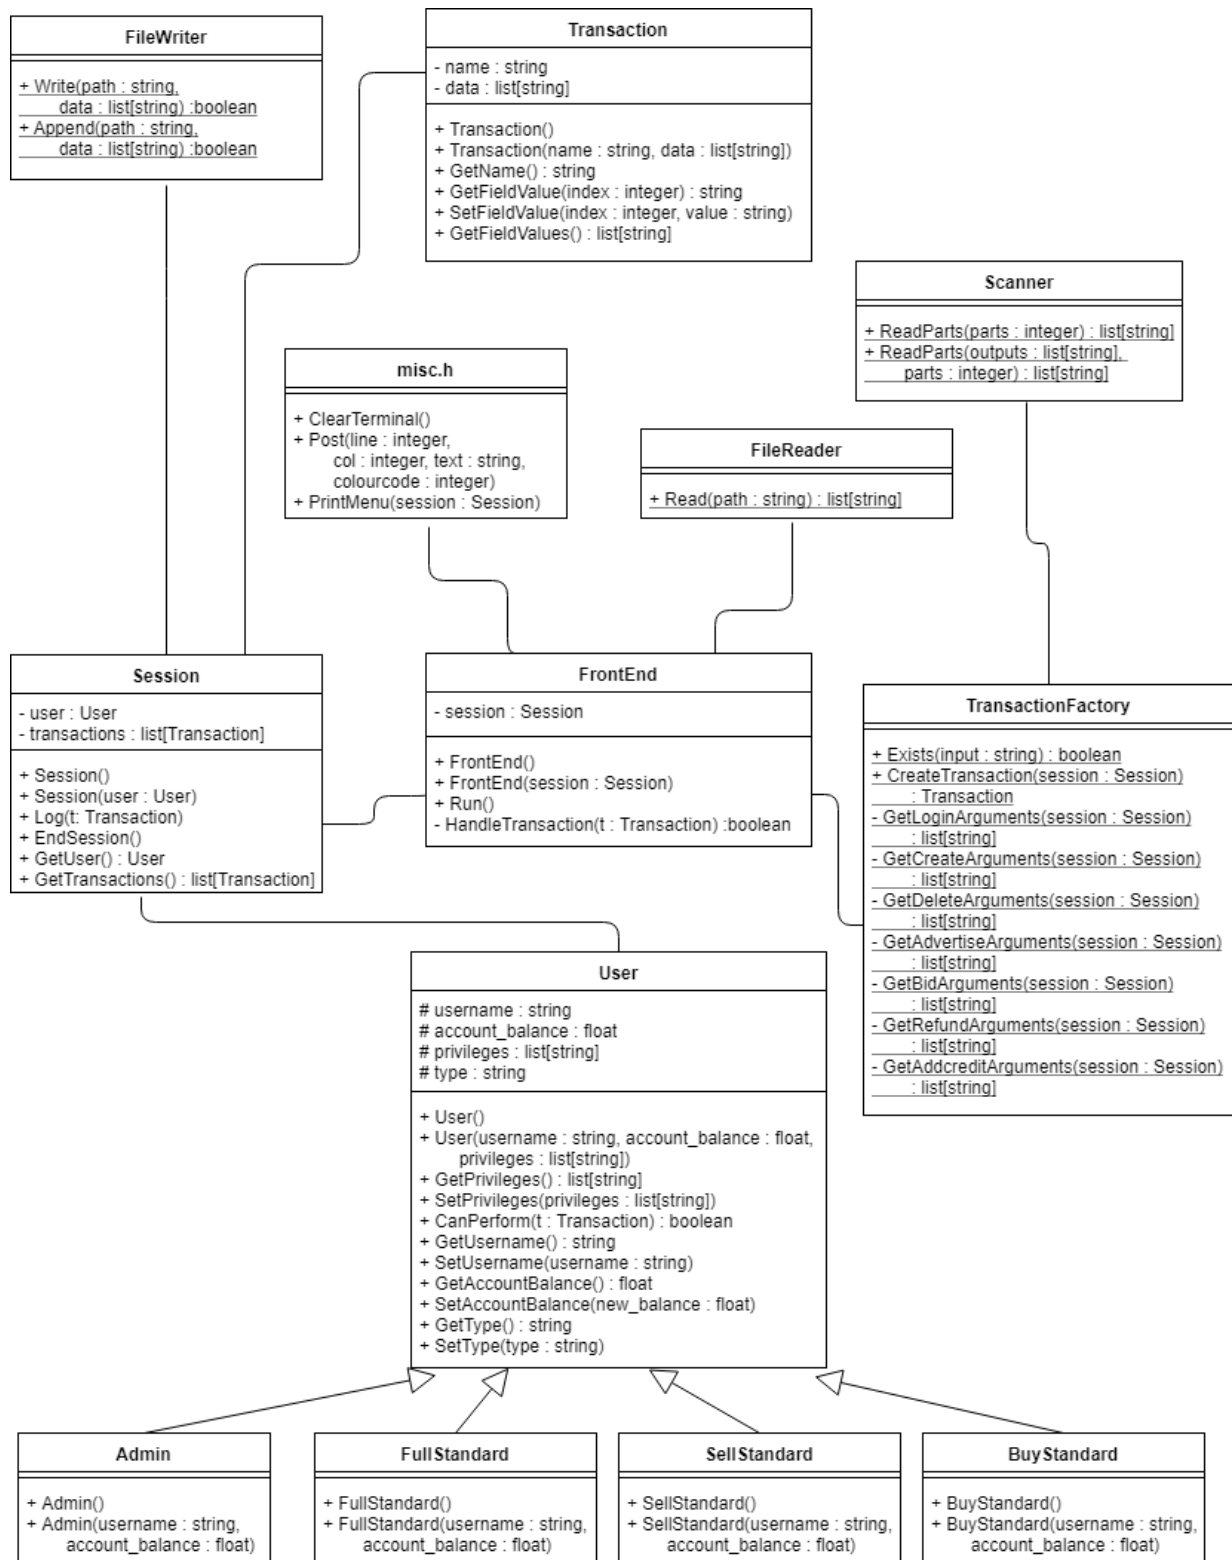 FileWriter
+ Write(path : string,
data : list[string) :boolean
+ Append(path : string,
data : list[string) :boolean
Transaction
- name : string
- data : list[string]
+ Transaction()
+ Transaction(name : string, data : list[string])
+ GetName() : string
+ GetFieldValue(index : integer) : string
+ SetFieldValue(index : integer, value : string)
+ GetFieldValues() : list[string]
Scanner
+ ReadParts(parts : integer) : list[string]
+ ReadParts(outputs : list[string],
parts : integer) : list[string]
misc.h
+ ClearTerminal()
+ Post(line : integer,
col : integer, text : string,
colourcode : integer)
+ PrintMenu(session : Session)
FileReader
+ Read(path : string) : list[string]
Session
- user : User
- transactions : list[Transaction]
+ Session()
+ Session(user : User)
+ Log(t: Transaction)
+ EndSession()
+ GetUser() : User
+ GetTransactions() : list[Transaction]
FrontEnd
- session : Session
+ FrontEnd()
+ FrontEnd(session : Session)
+ Run()
- HandleTransaction(t : Transaction) :boolean
TransactionFactory
+ Exists(input : string) : boolean
+ CreateTransaction(session : Session)
: Transaction
- GetLoginArguments(session : Session)
: list[string]
- GetCreateArguments(session : Session)
: list[string]
- GetDeleteArguments(session : Session)
: list[string]
- GetAdvertiseArguments(session : Session)
: list[string]
- GetBidArguments(session : Session)
: list[string]
- GetRefundArguments(session : Session)
: list[string]
- GetAddcreditArguments(session : Session)
: list[string]
User
# username : string
# account_balance : float
# privileges : list[string]
# type : string
+ User()
+ User(username : string, account_balance : float,
privileges : list[string])
+ GetPrivileges() : list[string]
+ SetPrivileges(privileges : list[string])
+ CanPerform(t : Transaction) : boolean
+ GetUsername() : string
+ SetUsername(username : string)
+ GetAccountBalance() : float
+ SetAccountBalance(new_balance : float)
+ GetType() : string
+ SetType(type : string)
Admin
+ Admin()
+ Admin(username : string,
account_balance : float)
FullStandard
+ FullStandard()
+ FullStandard(username : string,
account_balance : float)
SellStandard
+ SellStandard()
+ SellStandard(username : string,
account_balance : float)
BuyStandard
+ BuyStandard()
+ BuyStandard(username : string,
account_balance : float)